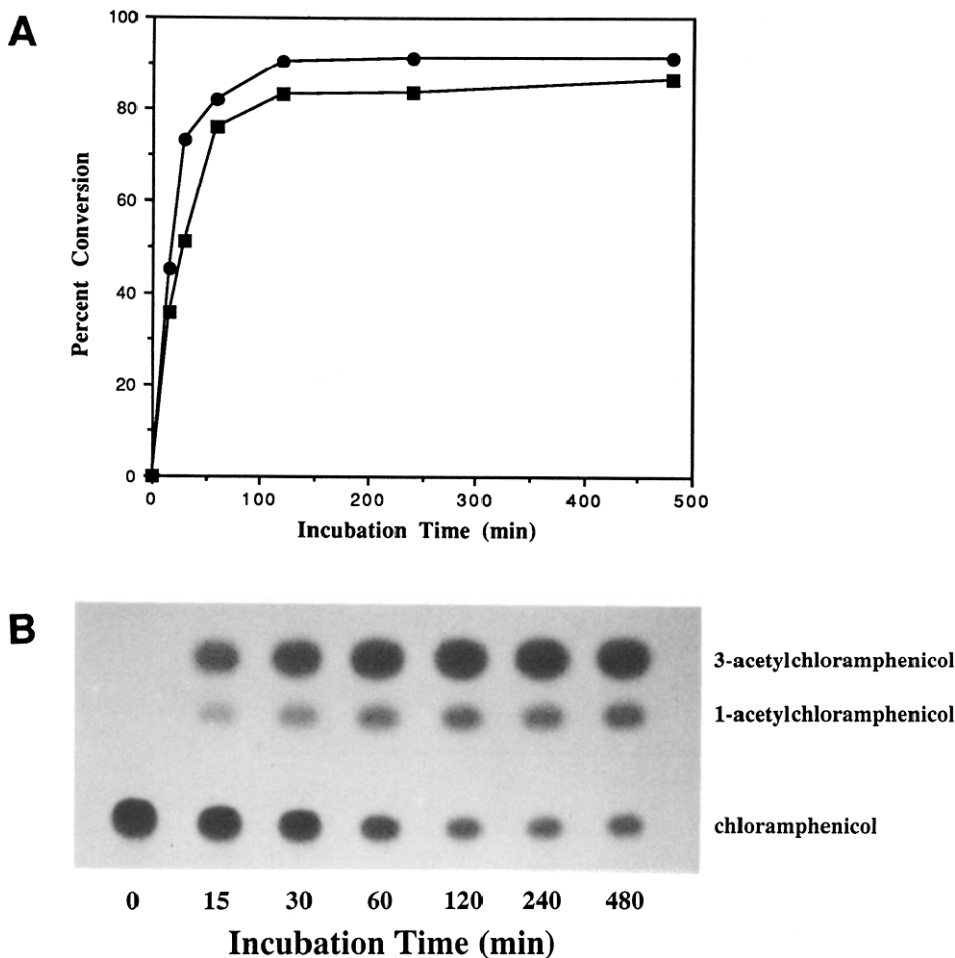 A
100
80
60
40
20
0
Percent Conversion
0 100 200 300 400 500
Incubation Time (min)
B
3-acetylchloramphenicol
1-acetylchloramphenicol
chloramphenicol
0 15 30 60 120 240 480
Incubation Time (min)